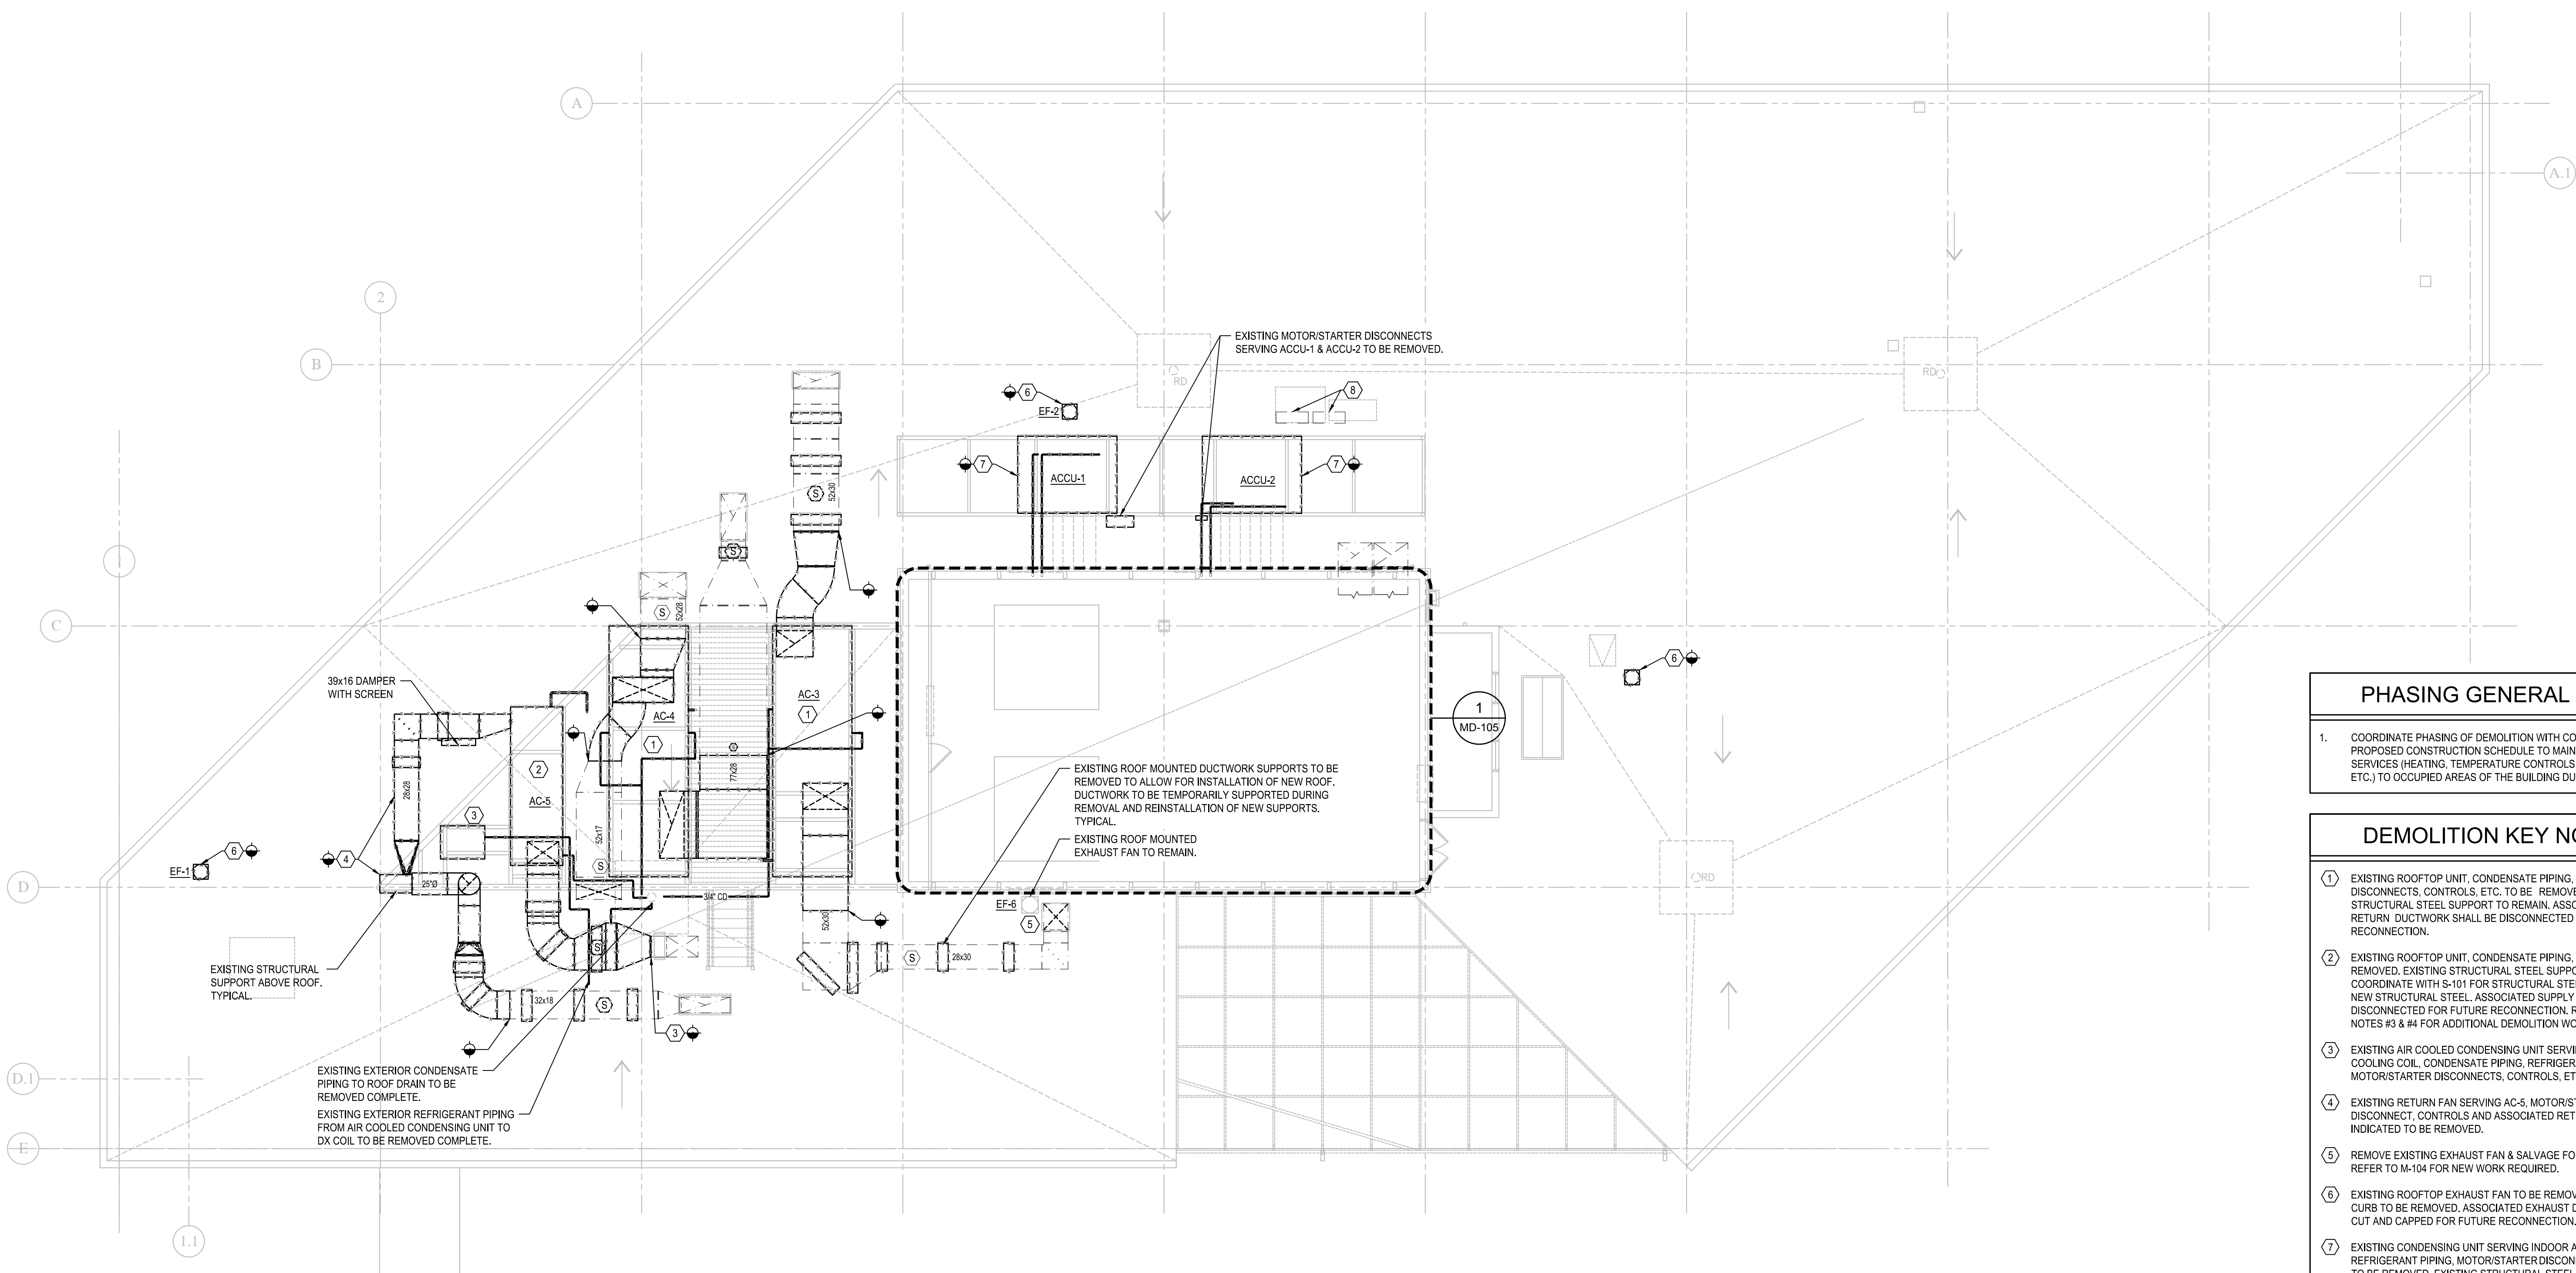 A
A.1
2
B
EXISTING MOTOR/STARTER DISCONNECTS
SERVING ACCU-1 & ACCU-2 TO BE REMOVED.
RD
RD
6
EF-2
8
7
ACCU-1
ACCU-2
7
S
52x30
S
1
S
52x28
C
6
39x16 DAMPER
WITH SCREEN
AC-3
1
AC-4
1
1
MD-105
2
AC-5
28x28
77x28
S
EXISTING ROOF MOUNTED DUCTWORK SUPPORTS TO BE
REMOVED TO ALLOW FOR INSTALLATION OF NEW ROOF.
DUCTWORK TO BE TEMPORARILY SUPPORTED DURING
REMOVAL AND REINSTALLATION OF NEW SUPPORTS.
TYPICAL.
3
52x17
EXISTING ROOF MOUNTED
EXHAUST FAN TO REMAIN.
6
EF-1
4
S
D
25"Ø
3/4" CD
EF-6
5
RD
52x30
S
S
28x30
EXISTING STRUCTURAL
SUPPORT ABOVE ROOF.
TYPICAL.
32x18
S
3
EXISTING EXTERIOR CONDENSATE
PIPING TO ROOF DRAIN TO BE
REMOVED COMPLETE.
D.1
EXISTING EXTERIOR REFRIGERANT PIPING
FROM AIR COOLED CONDENSING UNIT TO
DX COIL TO BE REMOVED COMPLETE.
E
1.1
PHASING GENERAL
1. COORDINATE PHASING OF DEMOLITION WITH CO
PROPOSED CONSTRUCTION SCHEDULE TO MAIN
SERVICES (HEATING, TEMPERATURE CONTROLS
ETC.) TO OCCUPIED AREAS OF THE BUILDING DU
DEMOLITION KEY NO
1 EXISTING ROOFTOP UNIT, CONDENSATE PIPING,
DISCONNECTS, CONTROLS, ETC. TO BE REMOVE
STRUCTURAL STEEL SUPPORT TO REMAIN. ASSO
RETURN DUCTWORK SHALL BE DISCONNECTED
RECONNECTION.
2 EXISTING ROOFTOP UNIT, CONDENSATE PIPING,
REMOVED. EXISTING STRUCTURAL STEEL SUPPO
COORDINATE WITH S-101 FOR STRUCTURAL STE
NEW STRUCTURAL STEEL. ASSOCIATED SUPPLY
DISCONNECTED FOR FUTURE RECONNECTION. R
NOTES #3 & #4 FOR ADDITIONAL DEMOLITION WO
3 EXISTING AIR COOLED CONDENSING UNIT SERVI
COOLING COIL, CONDENSATE PIPING, REFRIGER
MOTOR/STARTER DISCONNECTS, CONTROLS, ET
4 EXISTING RETURN FAN SERVING AC-5, MOTOR/ST
DISCONNECT, CONTROLS AND ASSOCIATED RET
INDICATED TO BE REMOVED.
5 REMOVE EXISTING EXHAUST FAN & SALVAGE FO
REFER TO M-104 FOR NEW WORK REQUIRED.
6 EXISTING ROOFTOP EXHAUST FAN TO BE REMOV
CURB TO BE REMOVED. ASSOCIATED EXHAUST D
CUT AND CAPPED FOR FUTURE RECONNECTION.
7 EXISTING CONDENSING UNIT SERVING INDOOR A
REFRIGERANT PIPING, MOTOR/STARTER DISCON
TO BE REMOVED. EXISTING STRUCTURAL STEEL